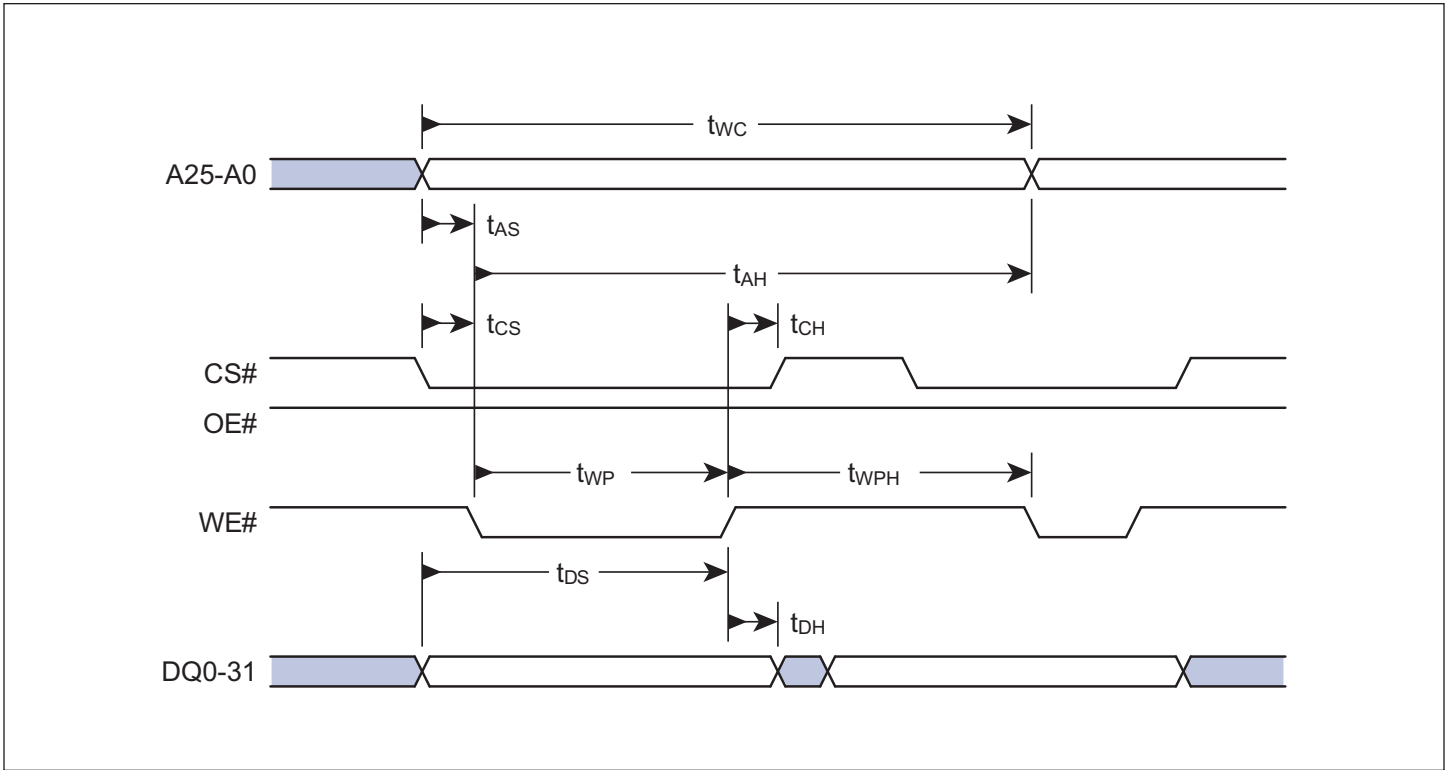 tWC
A25-A0
tAS
tAH
tCS
tCH
CS#
OE#
tWP
tWPH
WE#
tDS
tDH
DQ0-31